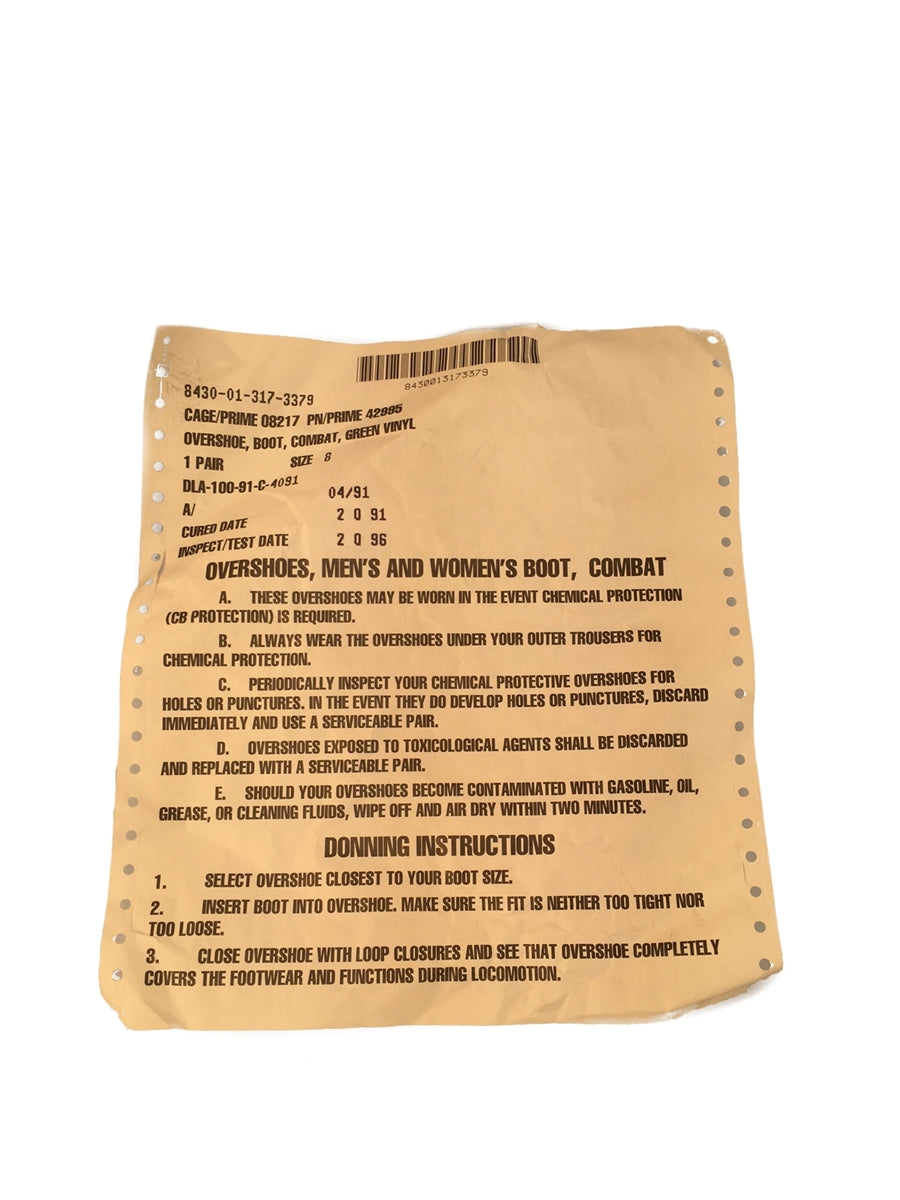 8430013173379
8430-01-317-3379
CAGE/PRIME 08217 PN/PRIME 42995
OVERSHOE, BOOT, COMBAT, GREEN VINYL
1 PAIR SIZE 8
DLA-100-91-C-4091
A/ 04/91
CURED DATE 2 Q 91
INSPECT/TEST DATE 2 Q 96
OVERSHOES, MEN'S AND WOMEN'S BOOT, COMBAT
A. THESE OVERSHOES MAY BE WORN IN THE EVENT CHEMICAL PROTECTION
(CB PROTECTION) IS REQUIRED.
B. ALWAYS WEAR THE OVERSHOES UNDER YOUR OUTER TROUSERS FOR
CHEMICAL PROTECTION.
C. PERIODICALLY INSPECT YOUR CHEMICAL PROTECTIVE OVERSHOES FOR
HOLES OR PUNCTURES. IN THE EVENT THEY DO DEVELOP HOLES OR PUNCTURES, DISCARD
IMMEDIATELY AND USE A SERVICEABLE PAIR.
D. OVERSHOES EXPOSED TO TOXICOLOGICAL AGENTS SHALL BE DISCARDED
AND REPLACED WITH A SERVICEABLE PAIR.
E. SHOULD YOUR OVERSHOES BECOME CONTAMINATED WITH GASOLINE, OIL,
GREASE, OR CLEANING FLUIDS, WIPE OFF AND AIR DRY WITHIN TWO MINUTES.
DONNING INSTRUCTIONS
1. SELECT OVERSHOE CLOSEST TO YOUR BOOT SIZE.
2. INSERT BOOT INTO OVERSHOE. MAKE SURE THE FIT IS NEITHER TOO TIGHT NOR
TOO LOOSE.
3. CLOSE OVERSHOE WITH LOOP CLOSURES AND SEE THAT OVERSHOE COMPLETELY
COVERS THE FOOTWEAR AND FUNCTIONS DURING LOCOMOTION.